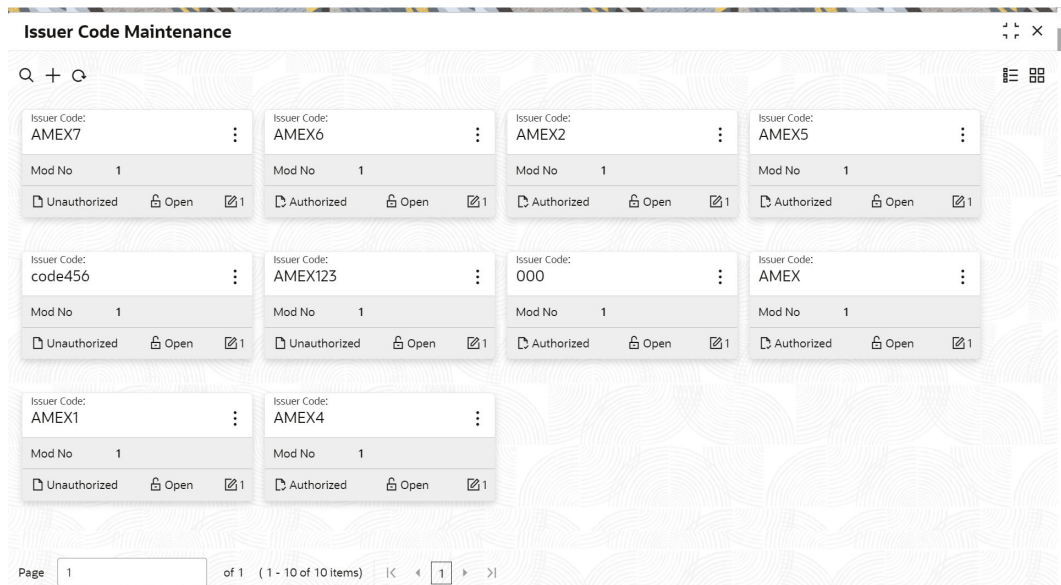 Issuer Code Maintenance
Issuer Code: Issuer Code: Issuer Code: Issuer Code:
AMEX7 AMEX6 AMEX2 AMEX5
Mod No 1 Mod No 1 Mod No 1 Mod No 1
Unauthorized Open 1 Authorized Open 1 Authorized Open 1 Authorized Open 1
Issuer Code: Issuer Code: Issuer Code: Issuer Code:
code456 AMEX123 000 AMEX
Mod No 1 Mod No 1 Mod No 1 Mod No 1
Unauthorized Open 1 Unauthorized Open 1 Authorized Open 1 Authorized Open 1
Issuer Code: Issuer Code:
AMEX1 AMEX4
Mod No 1 Mod No 1
Unauthorized Open 1 Authorized Open 1
Page 1 of 1 (1 - 10 of 10 items) 1